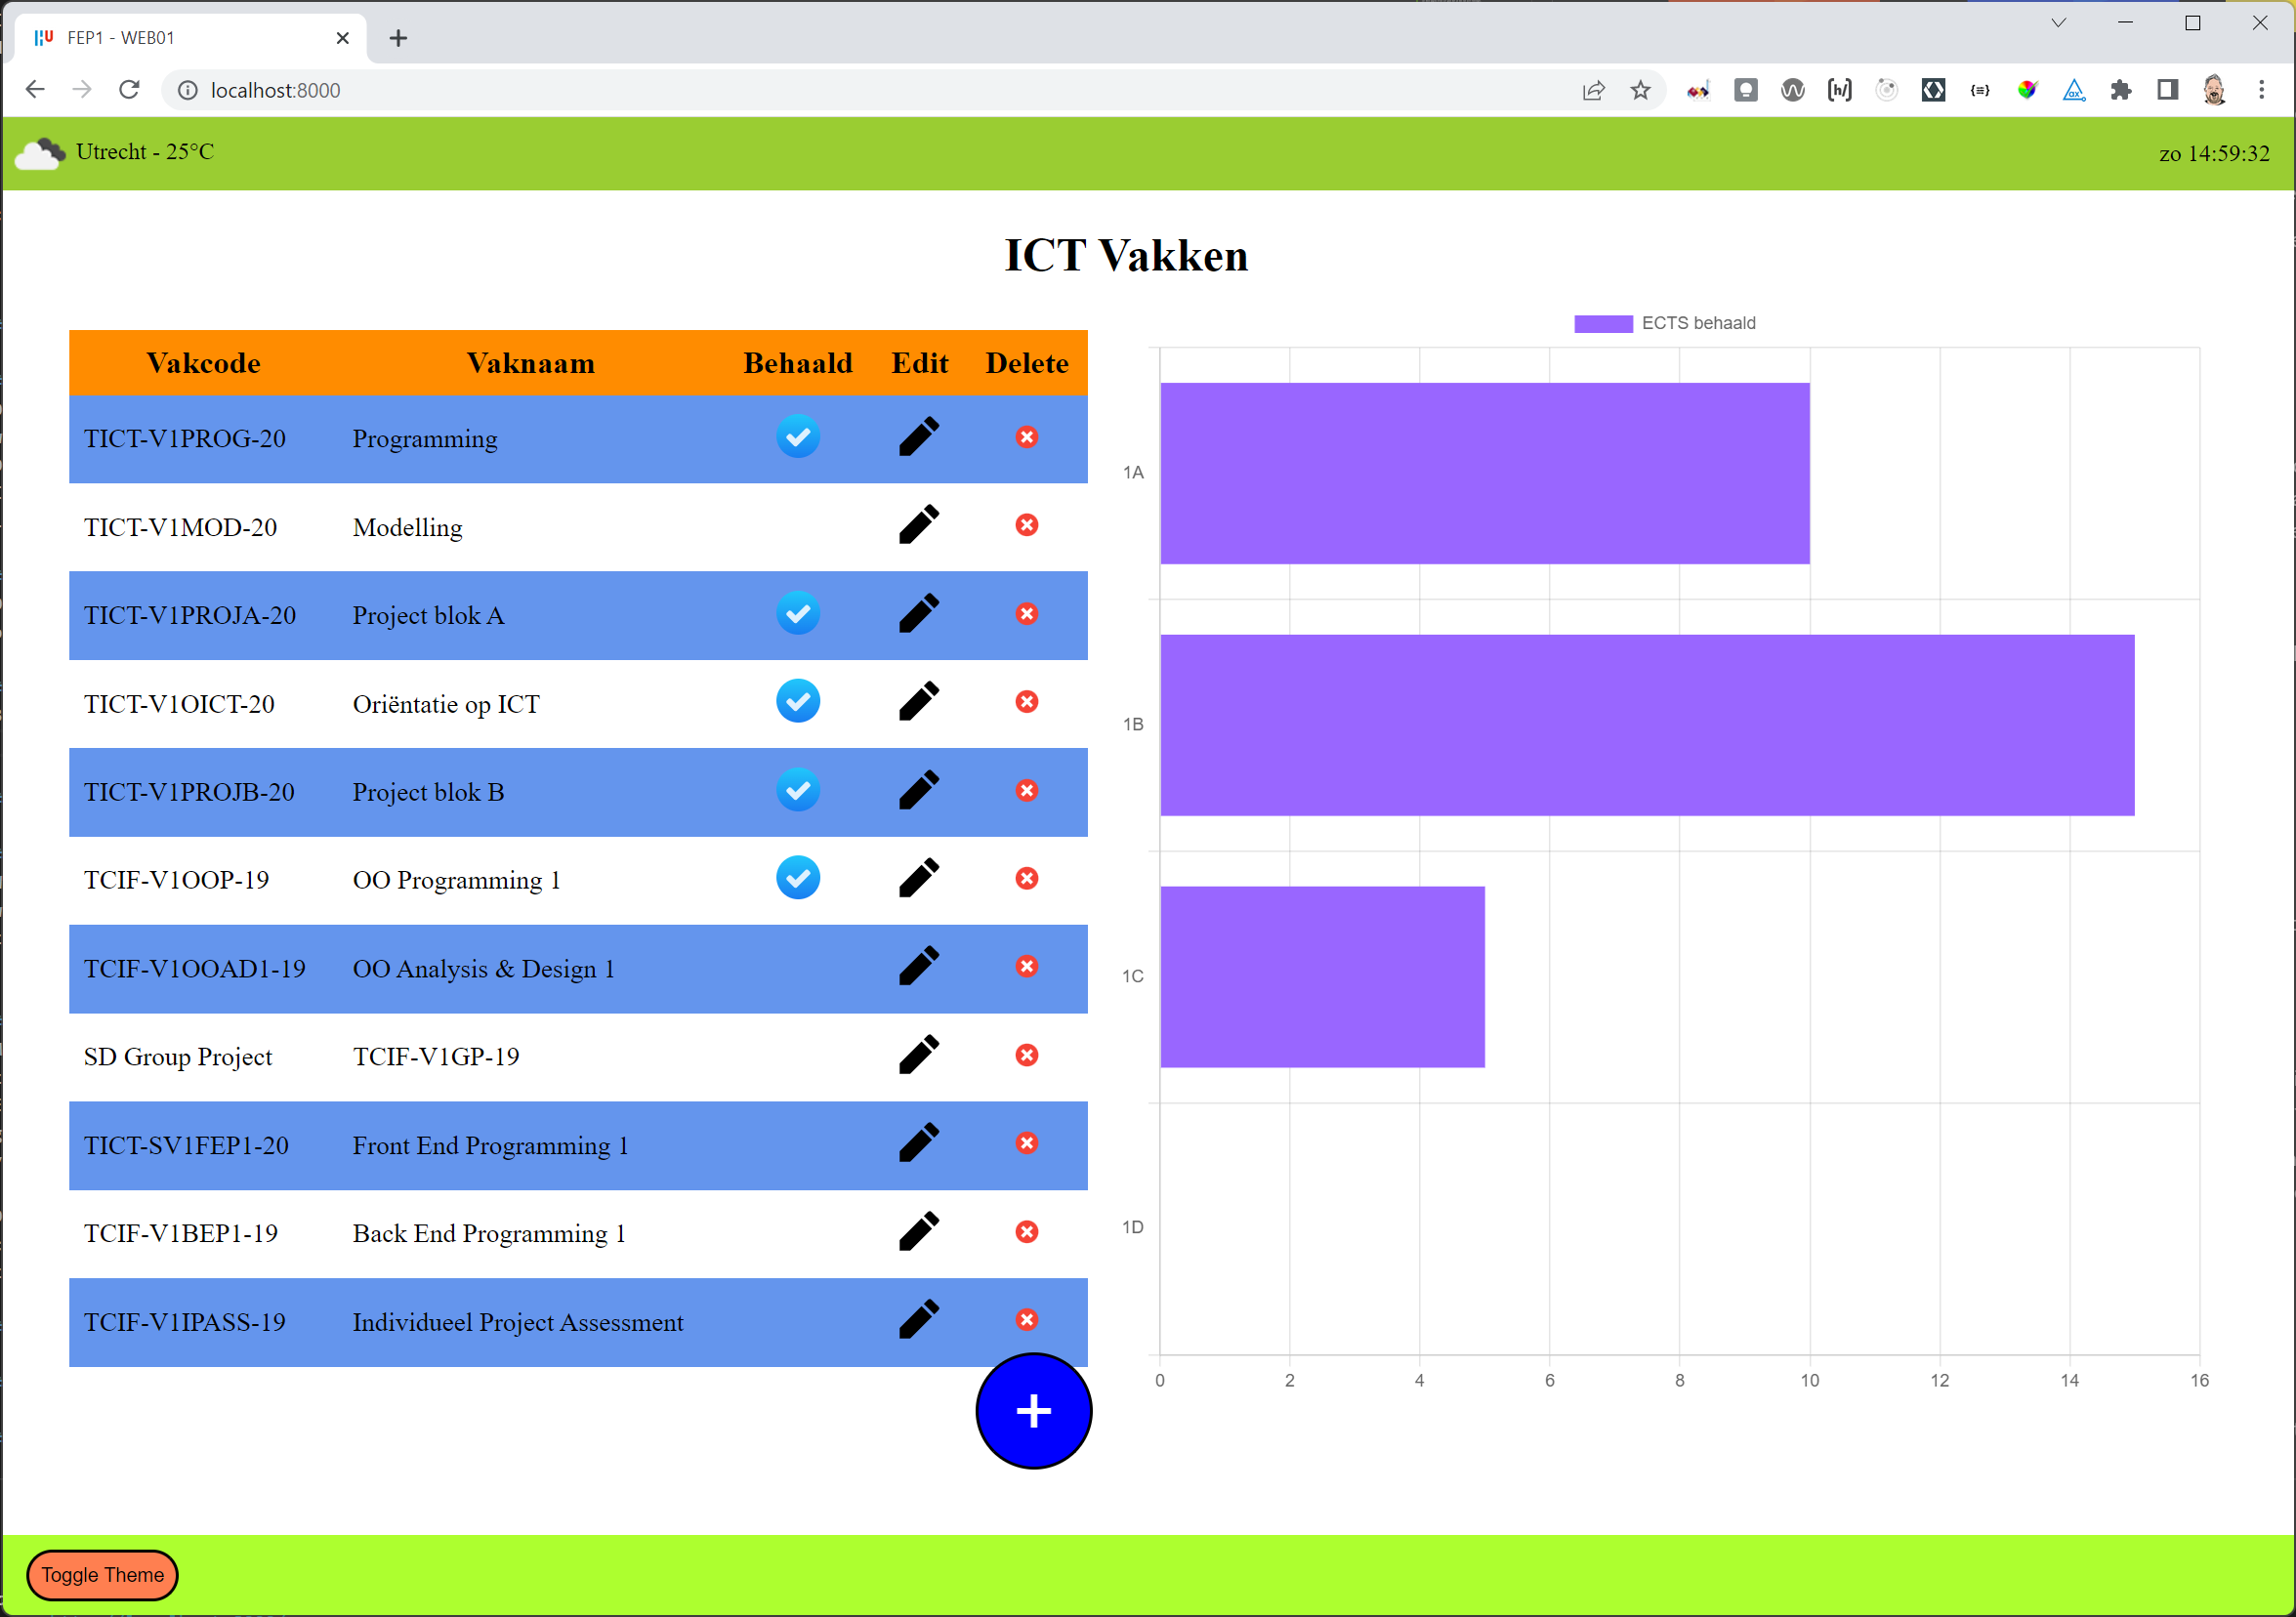 FEP1 - WEB01
localhost:8000
Utrecht - 25°C
zo 14:59:32
ICT Vakken
Vakcode Vaknaam Behaald Edit Delete
TICT-V1PROG-20 Programming
TICT-V1MOD-20 Modelling
TICT-V1PROJA-20 Project blok A
TICT-V1OICT-20 Oriëntatie op ICT
TICT-V1PROJB-20 Project blok B
TCIF-V1OOP-19 OO Programming 1
TCIF-V1OOAD1-19 OO Analysis & Design 1
SD Group Project TCIF-V1GP-19
TICT-SV1FEP1-20 Front End Programming 1
TCIF-V1BEP1-19 Back End Programming 1
TCIF-V1IPASS-19 Individueel Project Assessment
+
ECTS behaald
1A
1B
1C
1D
0 2 4 6 8 10 12 14 16
Toggle Theme